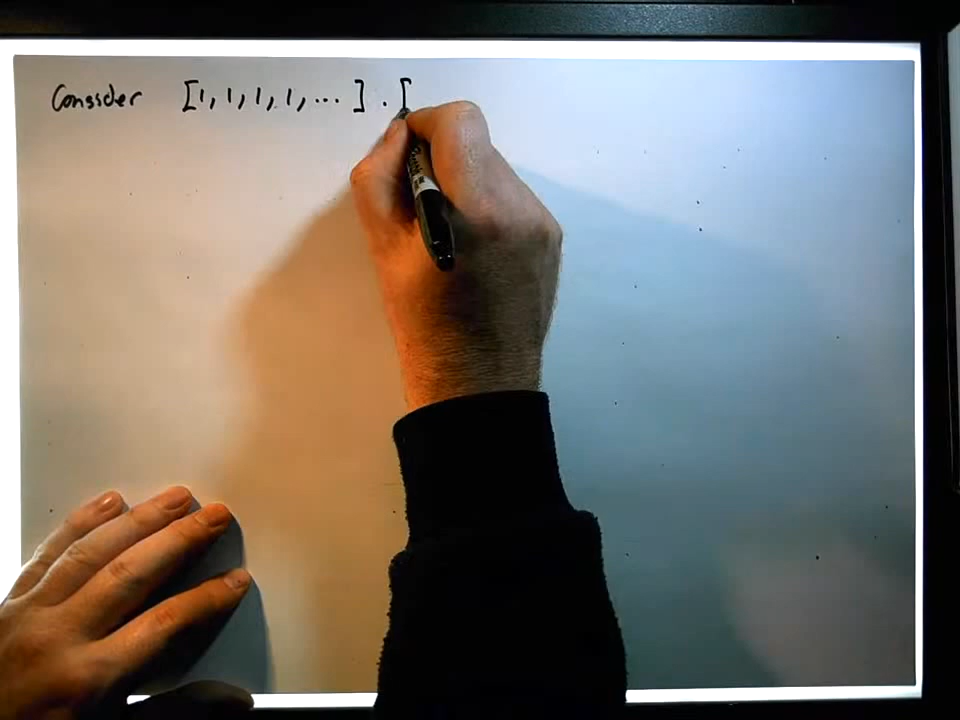 Consider [1, 1, 1, 1, ... ] . [